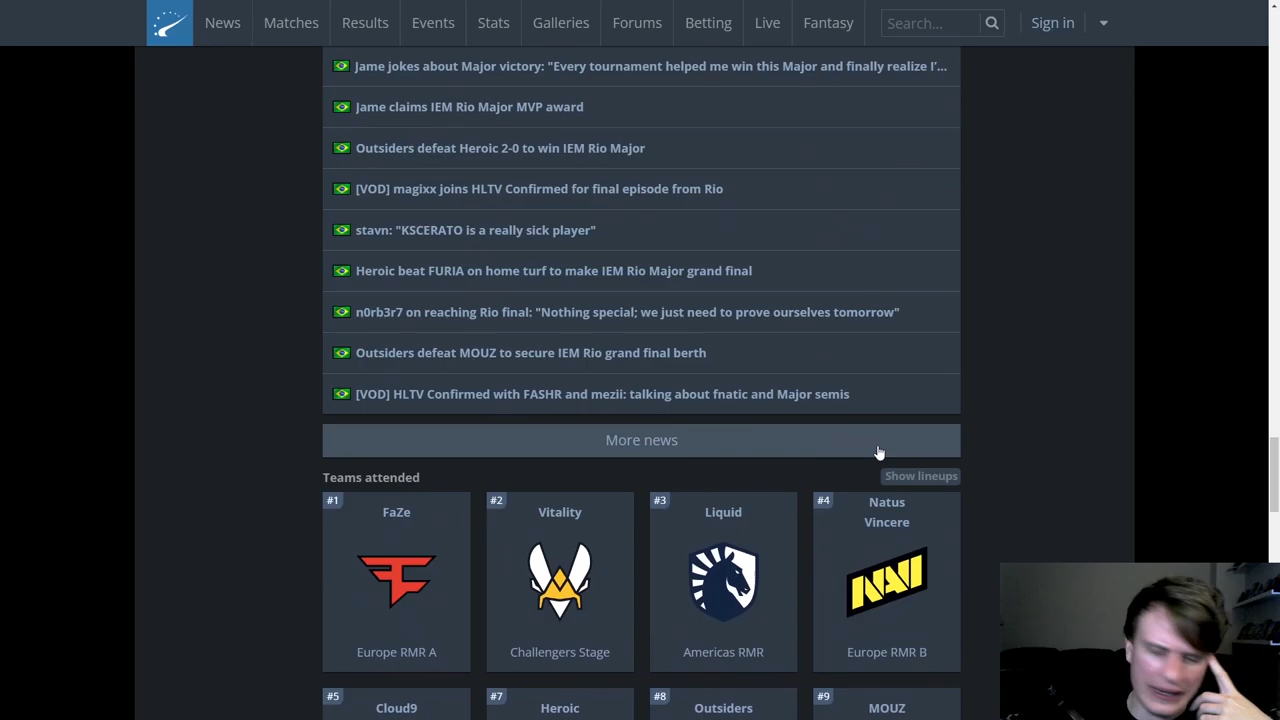 News
Matches
Results
Events
Stats
Galleries
Forums
Betting
Live
Fantasy
Search...
Sign in
Jame jokes about Major victory: "Every tournament helped me win this Major and finally realize I'...
Jame claims IEM Rio Major MVP award
Outsiders defeat Heroic 2-0 to win IEM Rio Major
[VOD] magixx joins HLTV Confirmed for final episode from Rio
stavn: "KSCERATO is a really sick player"
Heroic beat FURIA on home turf to make IEM Rio Major grand final
n0rb3r7 on reaching Rio final: "Nothing special; we just need to prove ourselves tomorrow"
Outsiders defeat MOUZ to secure IEM Rio grand final berth
[VOD] HLTV Confirmed with FASHR and mezii: talking about fnatic and Major semis
More news
Teams attended
Show lineups
#1
FaZe
Europe RMR A
#2
Vitality
Challengers Stage
#3
Liquid
Americas RMR
#4
Natus
Vincere
NAVI
Europe RMR B
#5
Cloud9
#7
Heroic
#8
Outsiders
#9
MOUZ